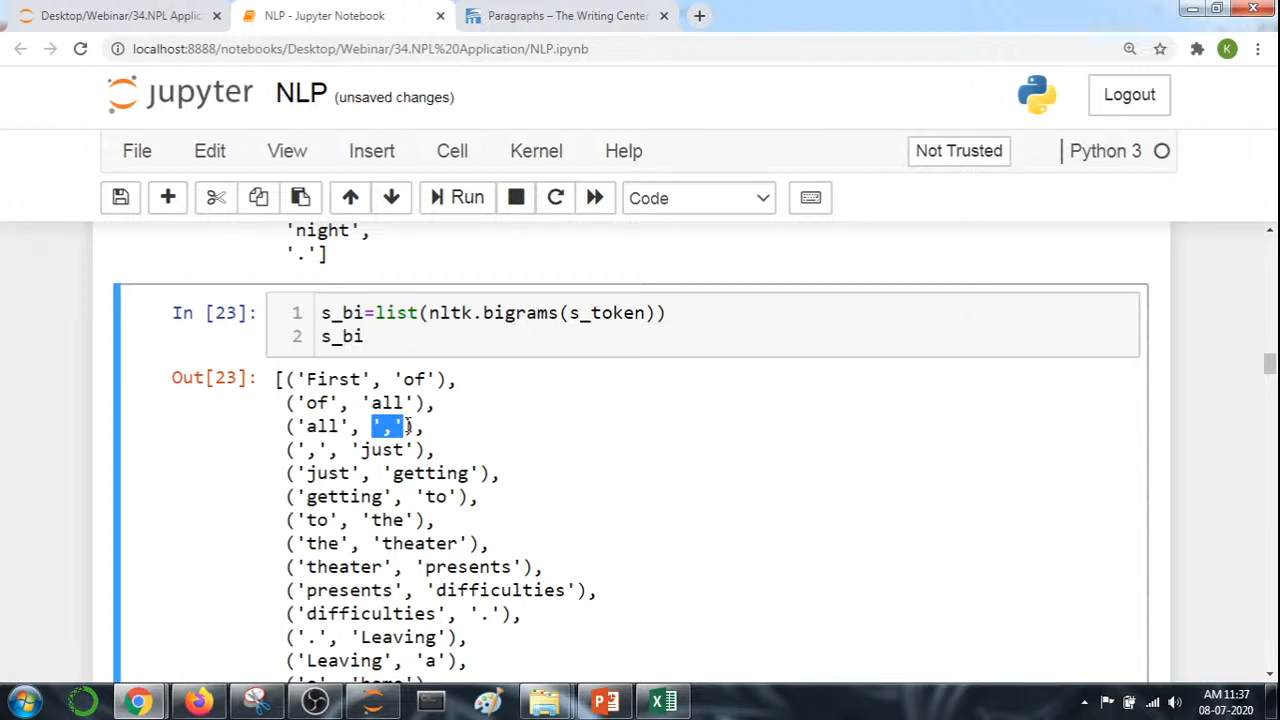 Desktop/Webinar/34.NPL Applic
NLP - Jupyter Notebook
Paragraphs – The Writing Center
localhost:8888/notebooks/Desktop/Webinar/34.NPL%20Application/NLP.ipynb
K
jupyter NLP (unsaved changes)
Logout
File Edit View Insert Cell Kernel Help
Not Trusted
Python 3
Run
Code
'night',
'.']
In [23]:
1 s_bi=list(nltk.bigrams(s_token))
2 s_bi
Out[23]: [('First', 'of'),
('of', 'all'),
('all', ','),
(',', 'just'),
('just', 'getting'),
('getting', 'to'),
('to', 'the'),
('the', 'theater'),
('theater', 'presents'),
('presents', 'difficulties'),
('difficulties', '.'),
('.', 'Leaving'),
('Leaving', 'a'),
AM 11:37
08-07-2020